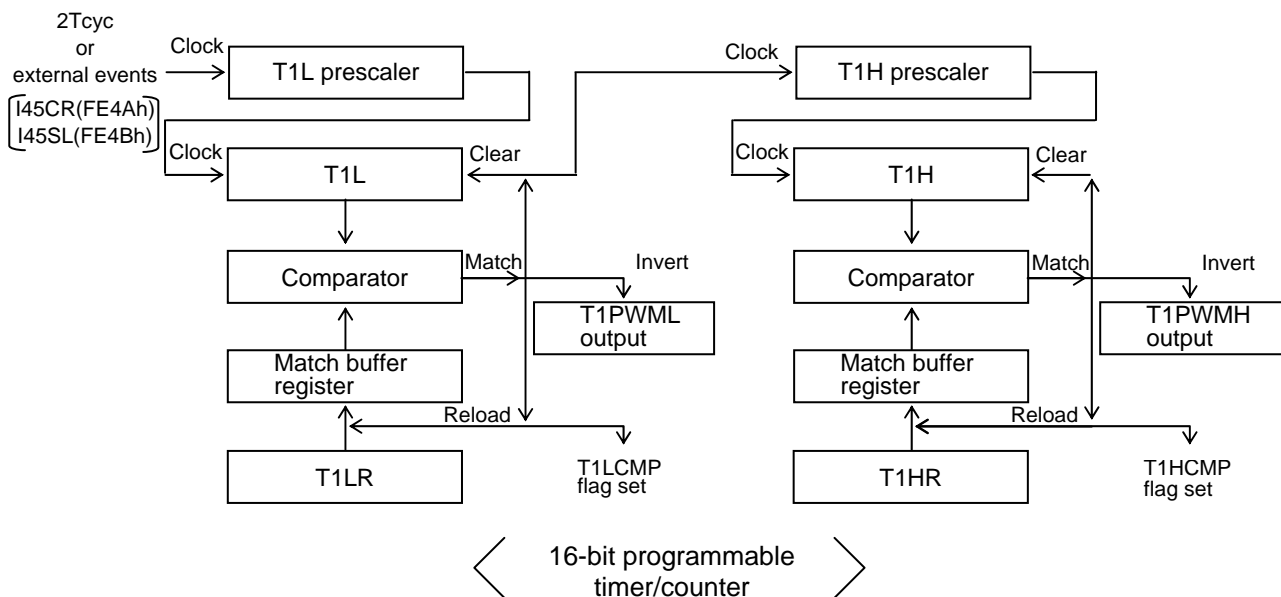 2Tcyc
or
external events
I45CR(FE4Ah)
I45SL(FE4Bh)
Clock
T1L prescaler
Clock
T1H prescaler
Clock
T1L
Clear
Clock
T1H
Clear
Comparator
Match
Invert
T1PWML
output
Comparator
Match
Invert
T1PWMH
output
Match buffer
register
Reload
Match buffer
register
Reload
T1LR
T1LCMP
flag set
T1HR
T1HCMP
flag set
16-bit programmable
timer/counter